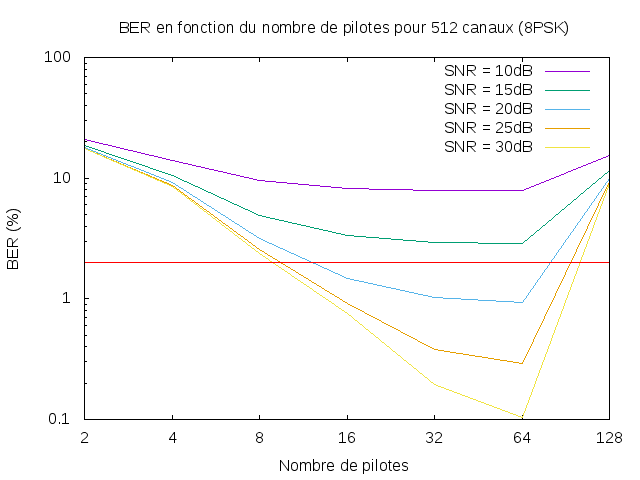 BER en fonction du nombre de pilotes pour 512 canaux (8PSK)
100
10
1
0.1
BER (%)
SNR = 10dB
SNR = 15dB
SNR = 20dB
SNR = 25dB
SNR = 30dB
2 4 8 16 32 64 128
Nombre de pilotes